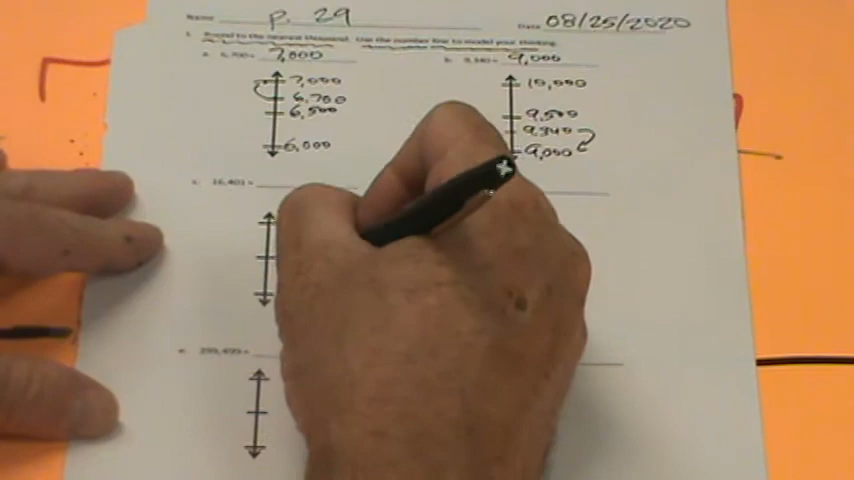 Name p. 29 Date 08/25/2020
1. Round to the nearest thousand. Use the number line to model your thinking.
a. 6,700 ≈ 7,000
7,000
6,700
6,500
6,000
b. 9,340 ≈ 9,000
10,000
9,500
9,340
9,000
c. 16,401 ≈
e. 399,499 ≈